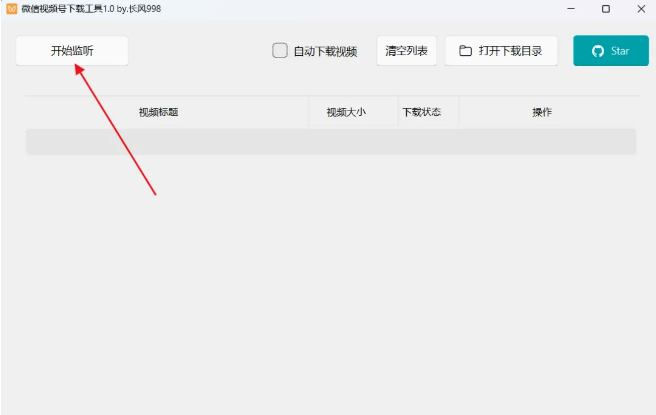 微信视频号下载工具1.0 by.长风998
开始监听
自动下载视频
清空列表
打开下载目录
Star
视频标题
视频大小
下载状态
操作